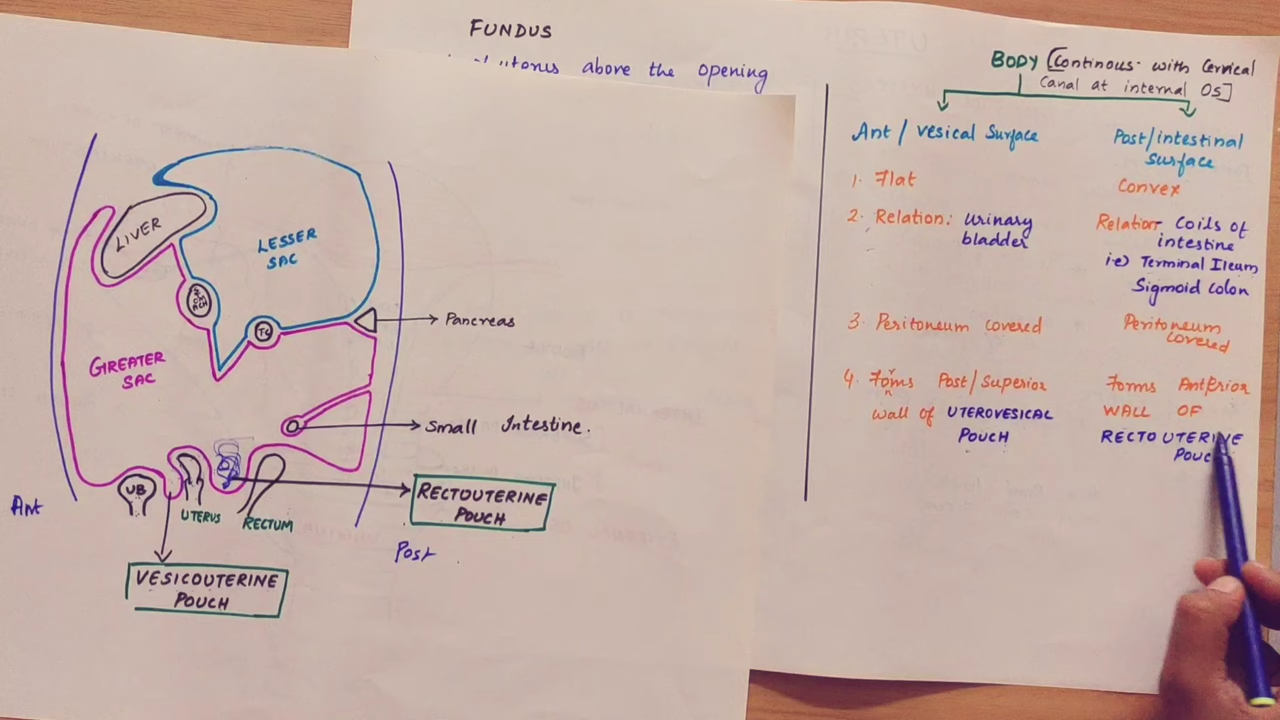 FUNDUS
above the opening
LIVER
LESSER
SAC
STOM
ACH
TC
Pancreas
GREATER
SAC
Small Intestine.
UB
UTERUS
RECTUM
RECTOUTERINE
POUCH
Ant
Post
VESICOUTERINE
POUCH
BODY [Continous with Cervical
Canal at internal OS]
Ant / vesical Surface
1. Flat
2. Relation: urinary
bladder
3. Peritoneum covered
4. Forms Post/Superior
wall of UTEROVESICAL
POUCH
Post/intestinal
Surface
Convex
Relation- Coils of
intestine
i.e) Terminal Ileum
Sigmoid colon
Peritoneum
covered
Forms Anterior
WALL OF
RECTOUTERINE